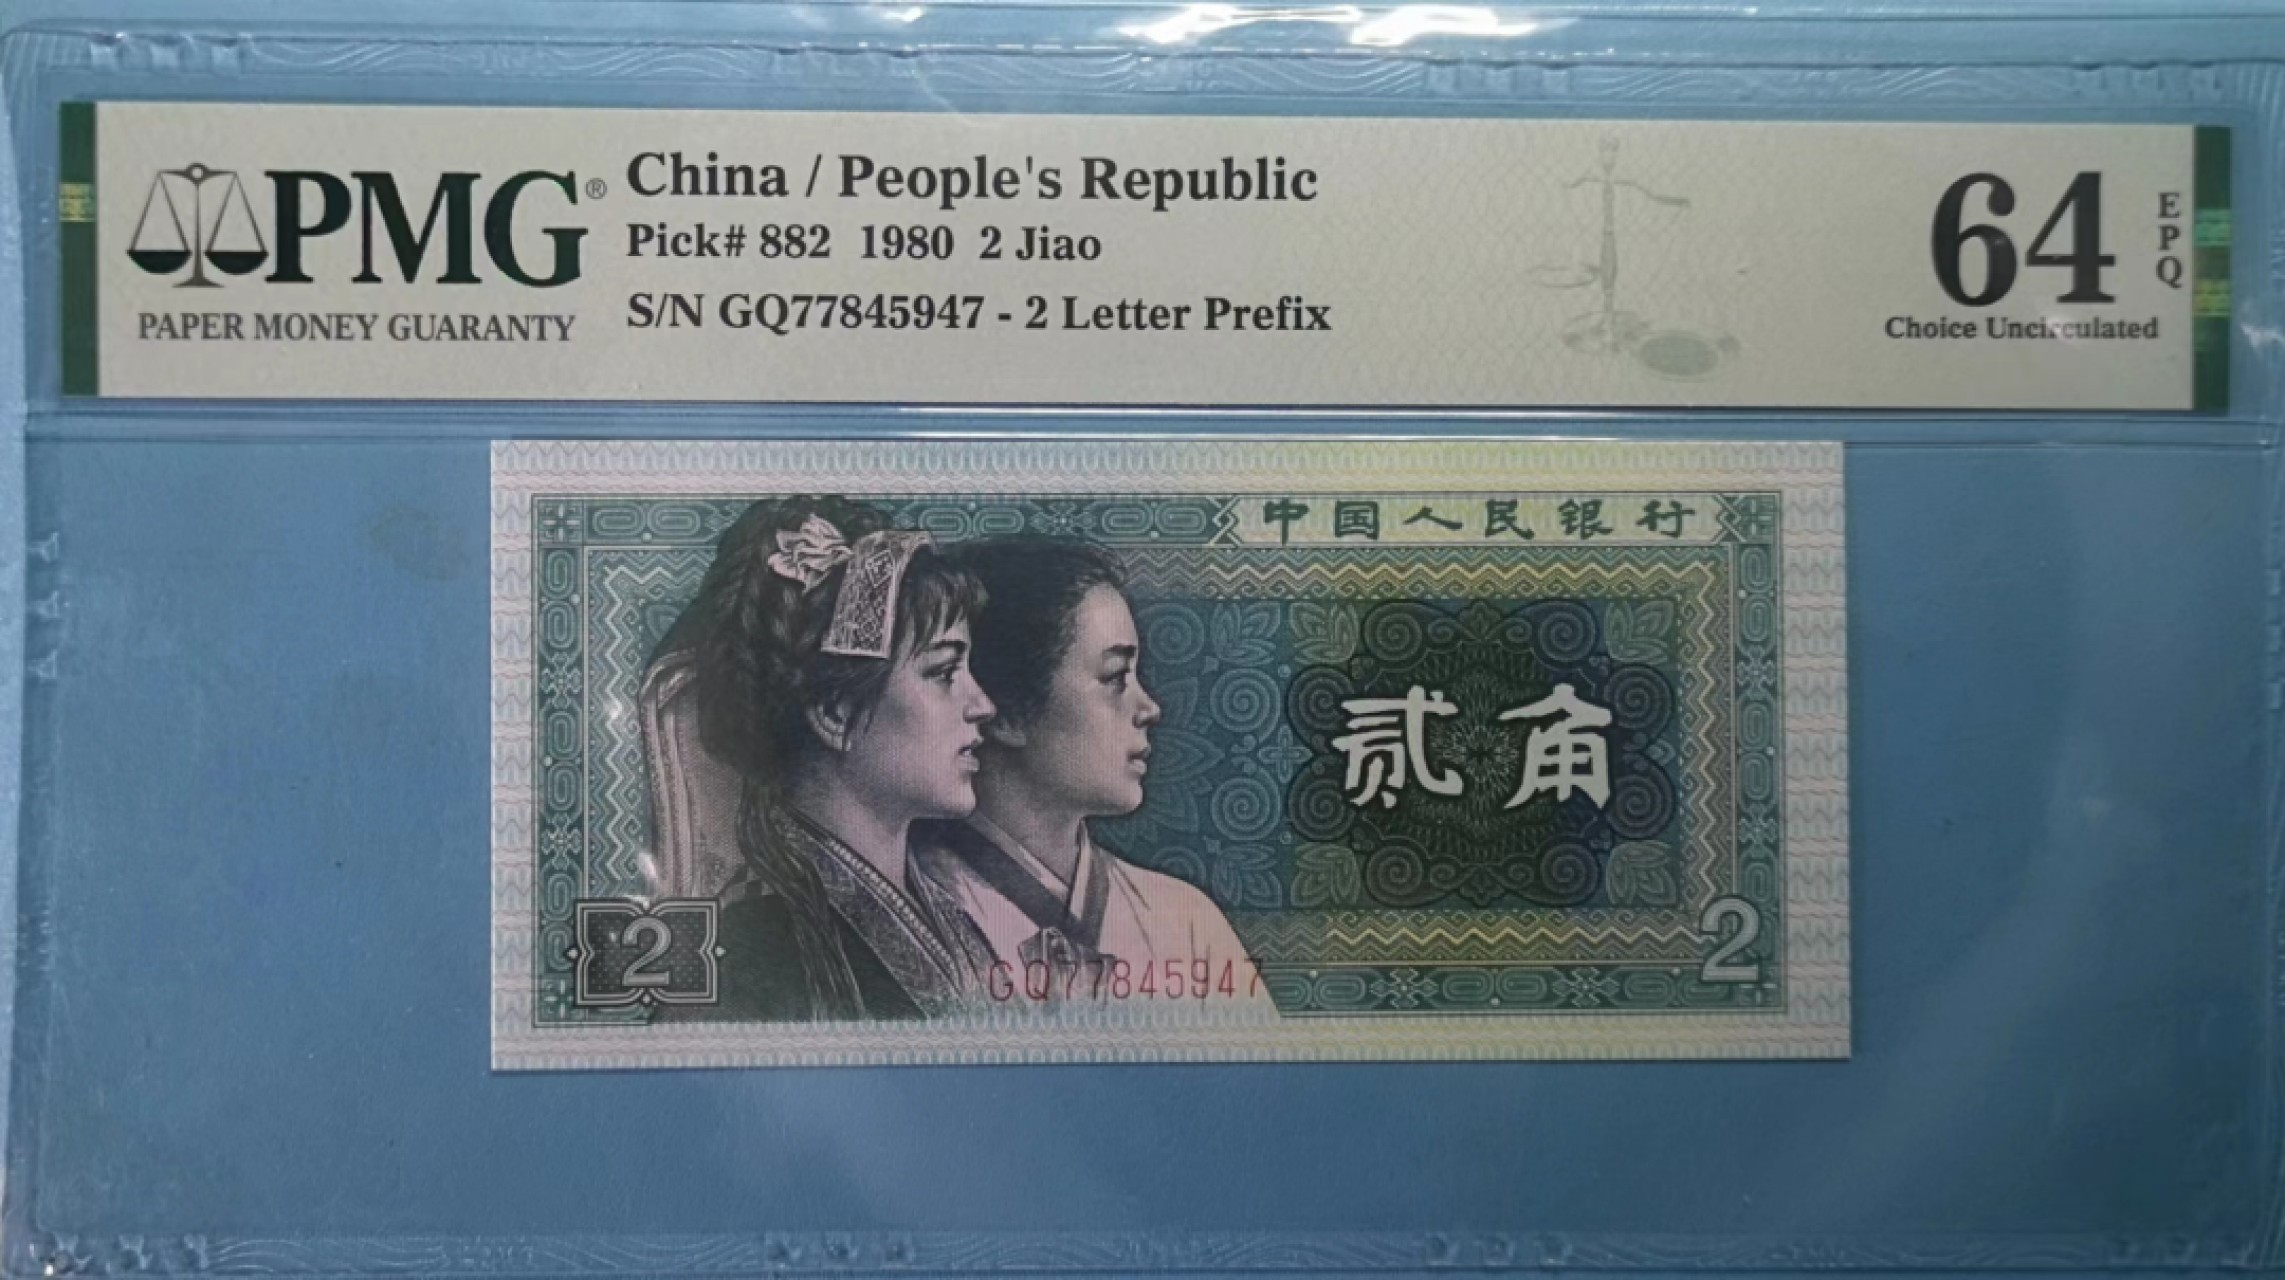 PMG®
PAPER MONEY GUARANTY
China / People's Republic
Pick# 882 1980 2 Jiao
S/N GQ77845947 - 2 Letter Prefix
64
EPQ
Choice Uncirculated
中国人民银行
贰角
2
2
GQ77845947